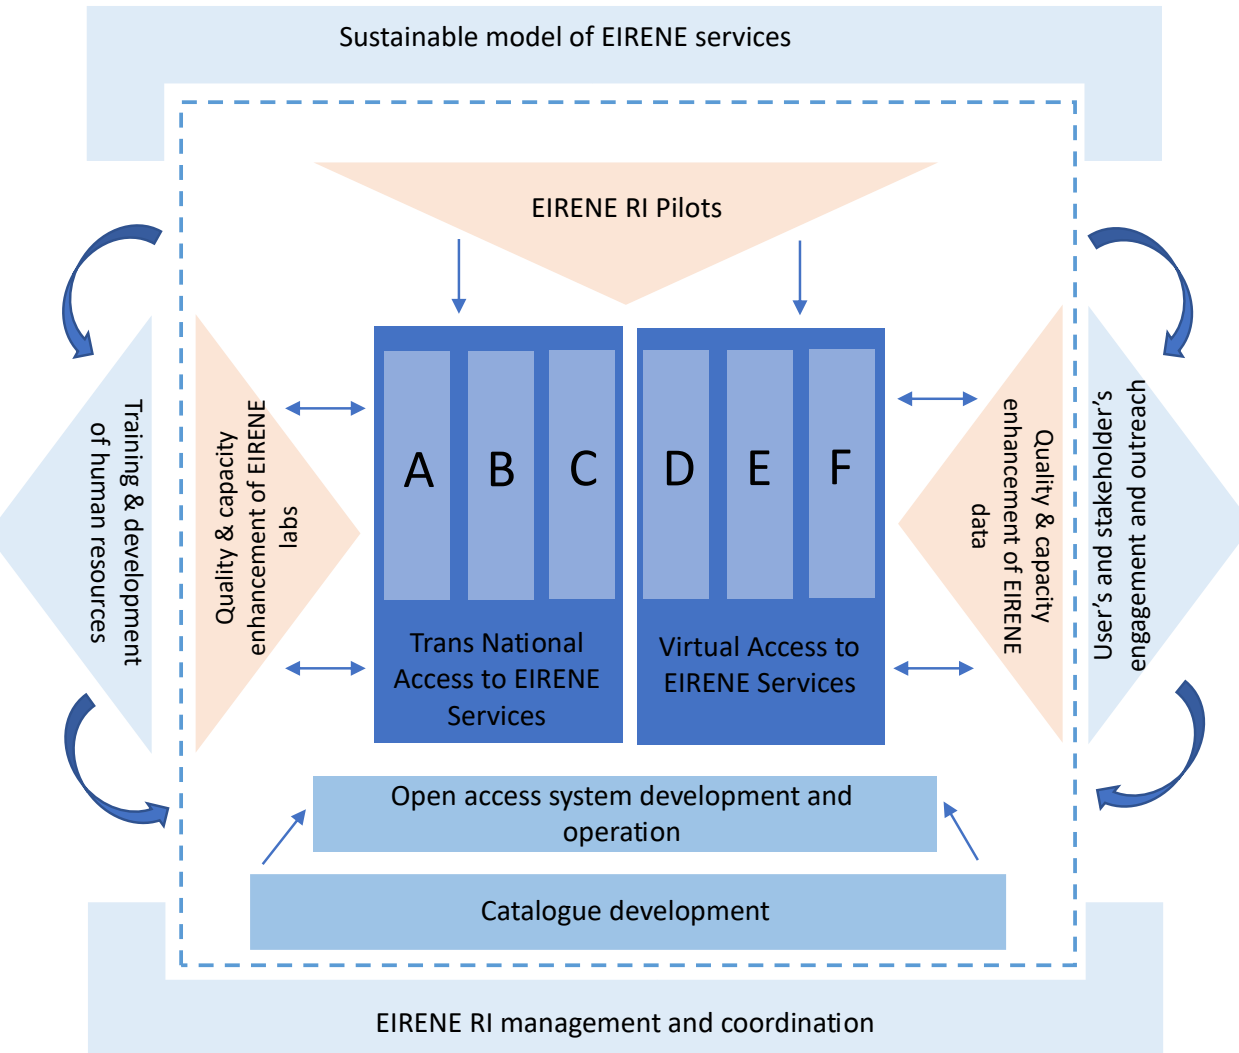 Sustainable model of EIRENE services
EIRENE RI Pilots
Training & development
of human resources
Quality & capacity
enhancement of EIRENE
labs
A
B
C
D
E
F
Trans National
Access to EIRENE
Services
Virtual Access to
EIRENE Services
Quality & capacity
enhancement of EIRENE
data
User’s and stakeholder’s
engagement and outreach
Open access system development and
operation
Catalogue development
EIRENE RI management and coordination